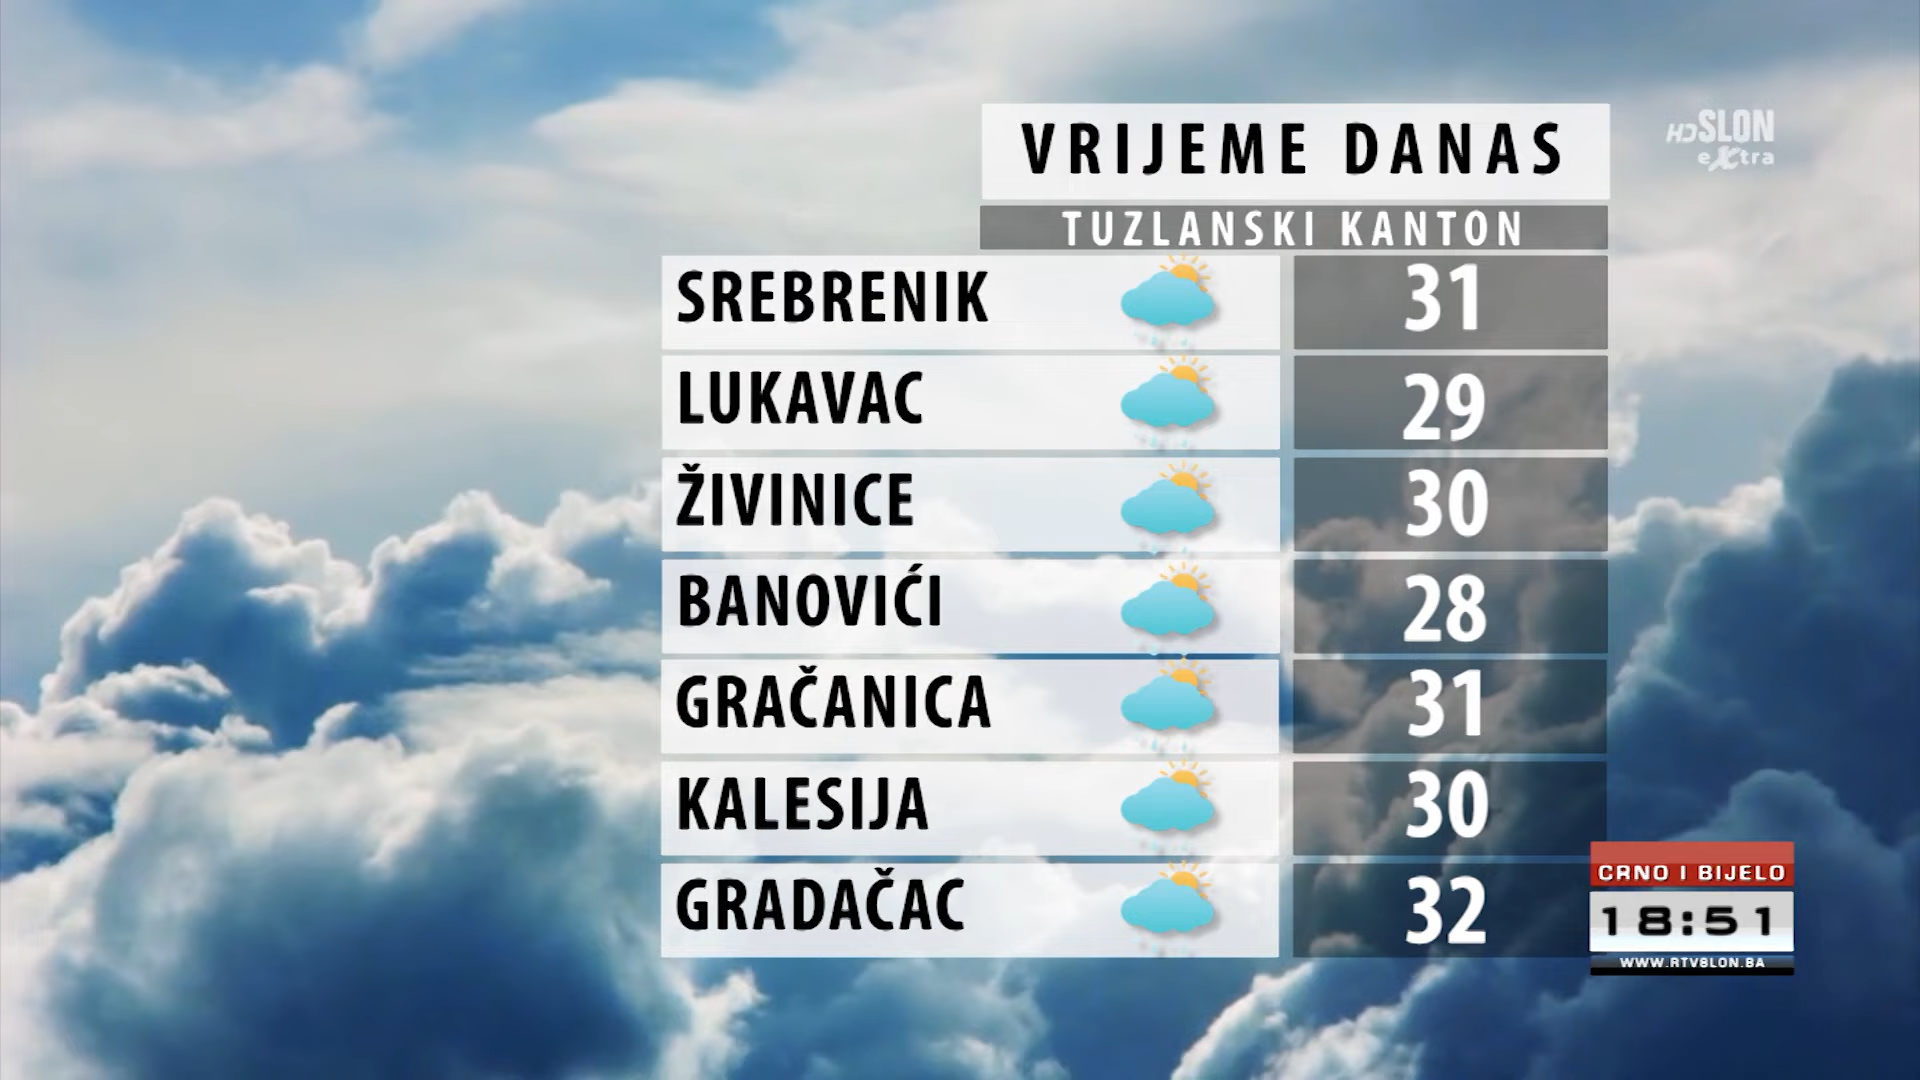 VRIJEME DANAS
HD SLON
eXtra
TUZLANSKI KANTON
SREBRENIK 31
LUKAVAC 29
ŽIVINICE 30
BANOVIĆI 28
GRAČANICA 31
KALESIJA 30
GRADAČAC 32
CRNO I BIJELO
18:51
WWW.RTVSLON.BA